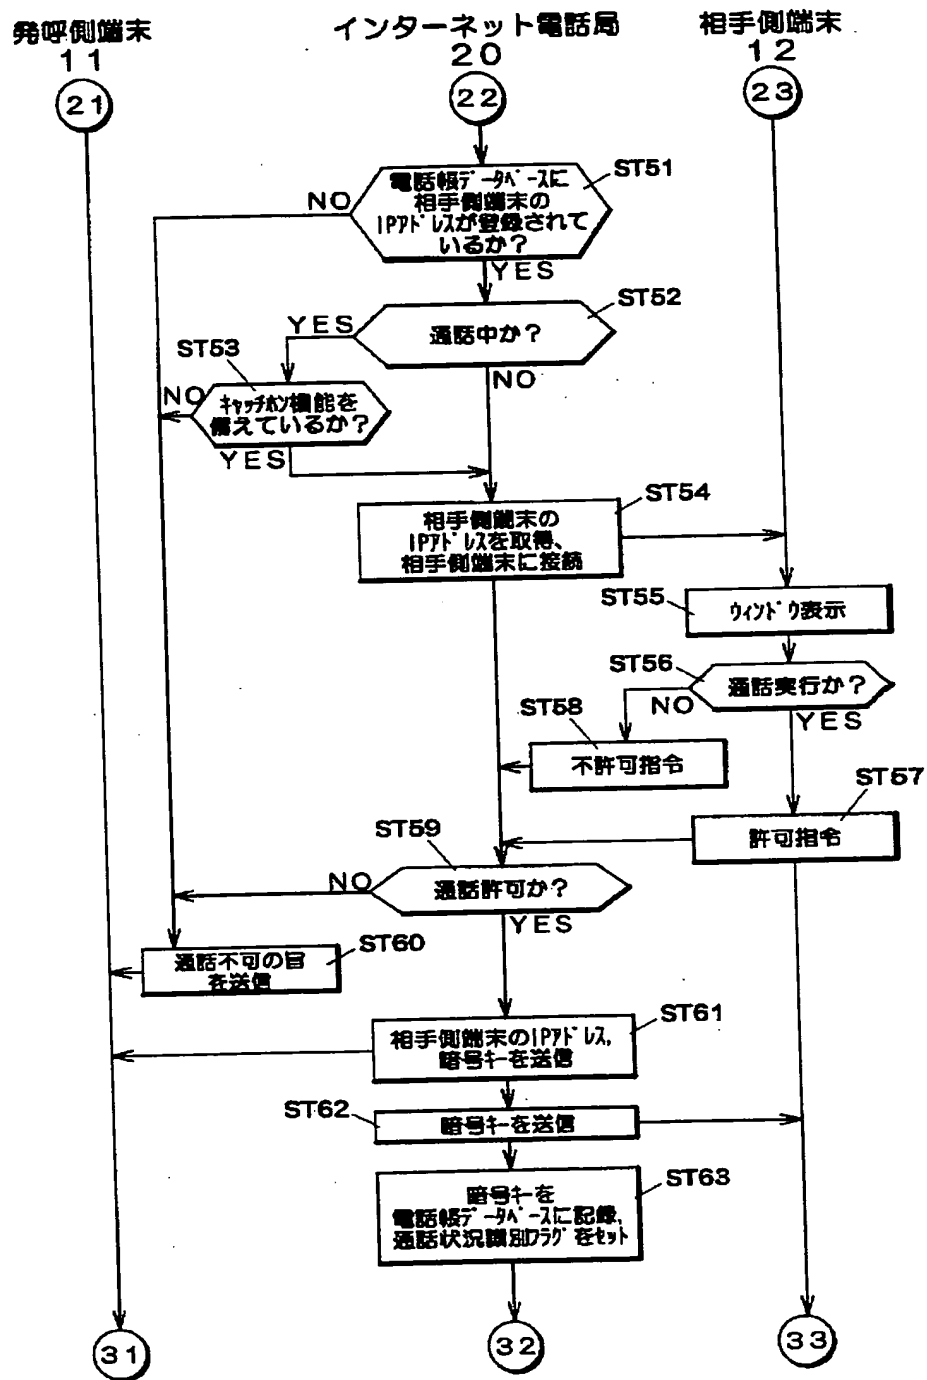 発呼側端末
11
インターネット電話局
20
相手側端末
12
21
22
23
ST51
電話帳データベースに
相手側端末の
IPアドレスが登録されて
いるか?
NO
YES
ST52
通話中か?
YES
NO
ST53
キャッチホン機能を
備えているか?
NO
YES
ST54
相手側端末の
IPアドレスを取得、
相手側端末に接続
ST55
ウィンドウ表示
ST56
通話実行か?
NO
YES
ST58
不許可指令
ST57
許可指令
ST59
通話許可か?
NO
YES
ST60
通話不可の旨
を送信
ST61
相手側端末のIPアドレス,
暗号キーを送信
ST62
暗号キーを送信
ST63
暗号キーを
電話帳データベースに記録,
通話状況識別フラグをセット
31
32
33